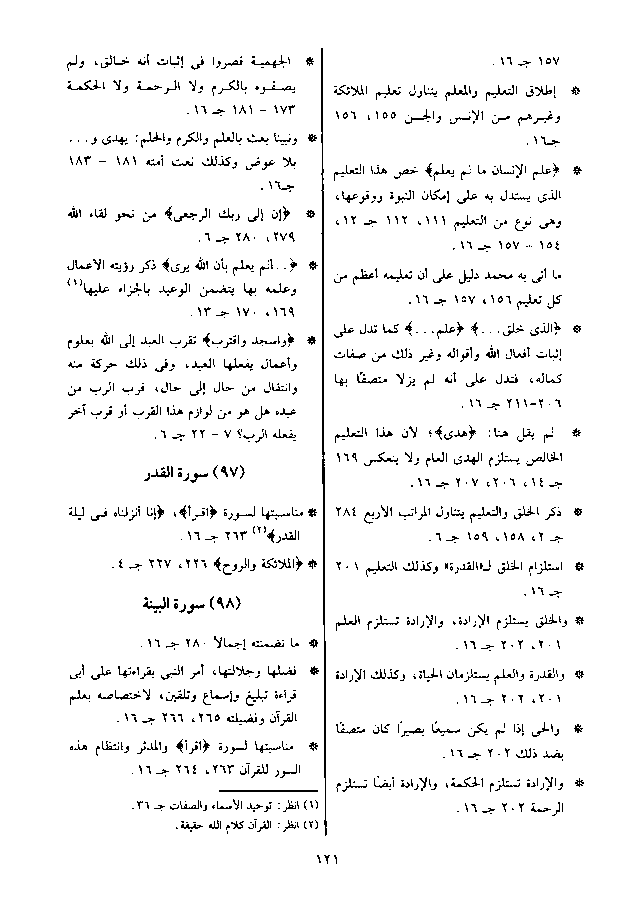 ١٥٧ جـ ١٦.
* إطلاق التعليم والمعلم يتناول تعليم الملائكة
وغيرهم من الإنس والجن ١٥٥، ١٥٦
جـ١٦.
* ﴿علم الإنسان ما لم يعلم﴾ خص هذا التعليم
الذى يستدل به على إمكان النبوة ووقوعها،
وهى نوع من التعليم ١١١، ١١٢ جـ ١٢،
١٥٤ - ١٥٧ جـ ١٦.
ما أتى به محمد دليل على أن تعليمه أعظم من
كل تعليم ١٥٦، ١٥٧ جـ ١٦.
* ﴿الذى خلق...﴾ ﴿علم...﴾ كما تدل على
إثبات أفعال الله وأقواله وغير ذلك من صفات
كماله، فتدل على أنه لم يزلا متصفًا بها
٢٠٦-٢١١ جـ ١٦.
* لم يقل هنا: ﴿هدى﴾؛ لأن هذا التعليم
الخالص يستلزم الهدى العام ولا ينعكس ١٦٩
جـ ١٤، ٢٠٦، ٢٠٧ جـ ١٦.
* ذكر الخلق والتعليم يتناول المراتب الأربع ٢٨٤
جـ ٢، ١٥٨، ١٥٩ جـ ٦.
* استلزام الخلق لـ«القدرة» وكذلك التعليم ٢٠١
جـ ١٦.
* والخلق يستلزم الإرادة، والإرادة تستلزم العلم
٢٠١، ٢٠٢ جـ ١٦.
* والقدرة والعلم يستلزمان الحياة، وكذلك الإرادة
٢٠١، ٢٠٢ جـ ١٦.
* والحى إذا لم يكن سميعًا بصيرًا كان متصفًا
بضد ذلك ٢٠٢ جـ ١٦.
* والإرادة تستلزم الحكمة، والإرادة أيضًا تستلزم
الرحمة ٢٠٢ جـ ١٦.
* الجهمية قصروا فى إثبات أنه خالق، ولم
يصفوه بالكرم ولا الرحمة ولا الحكمة
١٧٣ - ١٨١ جـ ١٦.
* ونبينا بعث بالعلم والكرم والحلم: يهدى و...
بلا عوض وكذلك نعت أمته ١٨١ - ١٨٣
جـ١٦.
* ﴿إن إلى ربك الرجعى﴾ من نحو لقاء الله
٢٧٩، ٢٨٠ جـ ٦.
* ﴿..ألم يعلم بأن الله يرى﴾ ذكر رؤيته الأعمال
وعلمه بها يتضمن الوعيد بالجزاء عليها(١)
١٦٩، ١٧٠ جـ ١٣.
* ﴿واسجد واقترب﴾ تقرب العبد إلى الله بعلوم
وأعمال يفعلها العبد، وفى ذلك حركة منه
وانتقال من حال إلى حال، قرب الرب من
عبده هل هو من لوازم هذا القرب أو قرب آخر
يفعله الرب؟ ٧ - ٢٢ جـ ٦.
(٩٧) سورة القدر
* مناسبتها لسورة ﴿اقرأ﴾، ﴿إنا أنزلناه فى ليلة
القدر﴾(٢) ٢٦٣ جـ ١٦.
* ﴿الملائكة والروح﴾ ٢٢٦، ٢٢٧ جـ ٤.
(٩٨) سورة البينة
* ما تضمنته إجمالاً ٢٨٠ جـ ١٦.
* فضلها وجلالتها، أمر النبى بقراءتها على أبى
قراءة تبليغ وإسماع وتلقين، لاختصاصه بعلم
القرآن وفضيلته ٢٦٥، ٢٦٦ جـ ١٦.
* مناسبتها لسورة ﴿اقرأ﴾ والمدثر وانتظام هذه
السور للقرآن ٢٦٣، ٢٦٤ جـ ١٦.
(١) انظر: توحيد الأسماء والصفات جـ ٣٦.
(٢) انظر: القرآن كلام الله حقيقة.
١٢١